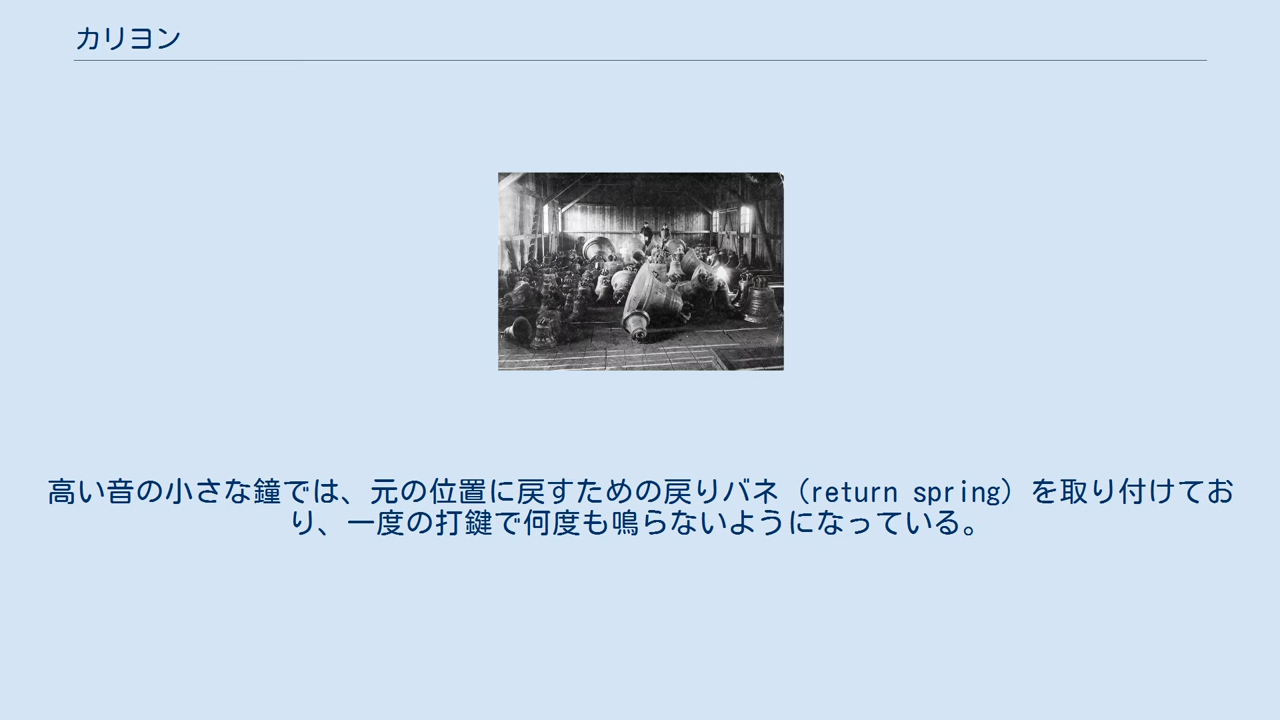 カリヨン
高い音の小さな鐘では、元の位置に戻すための戻りバネ（return spring）を取り付けてお
り、一度の打鍵で何度も鳴らないようになっている。